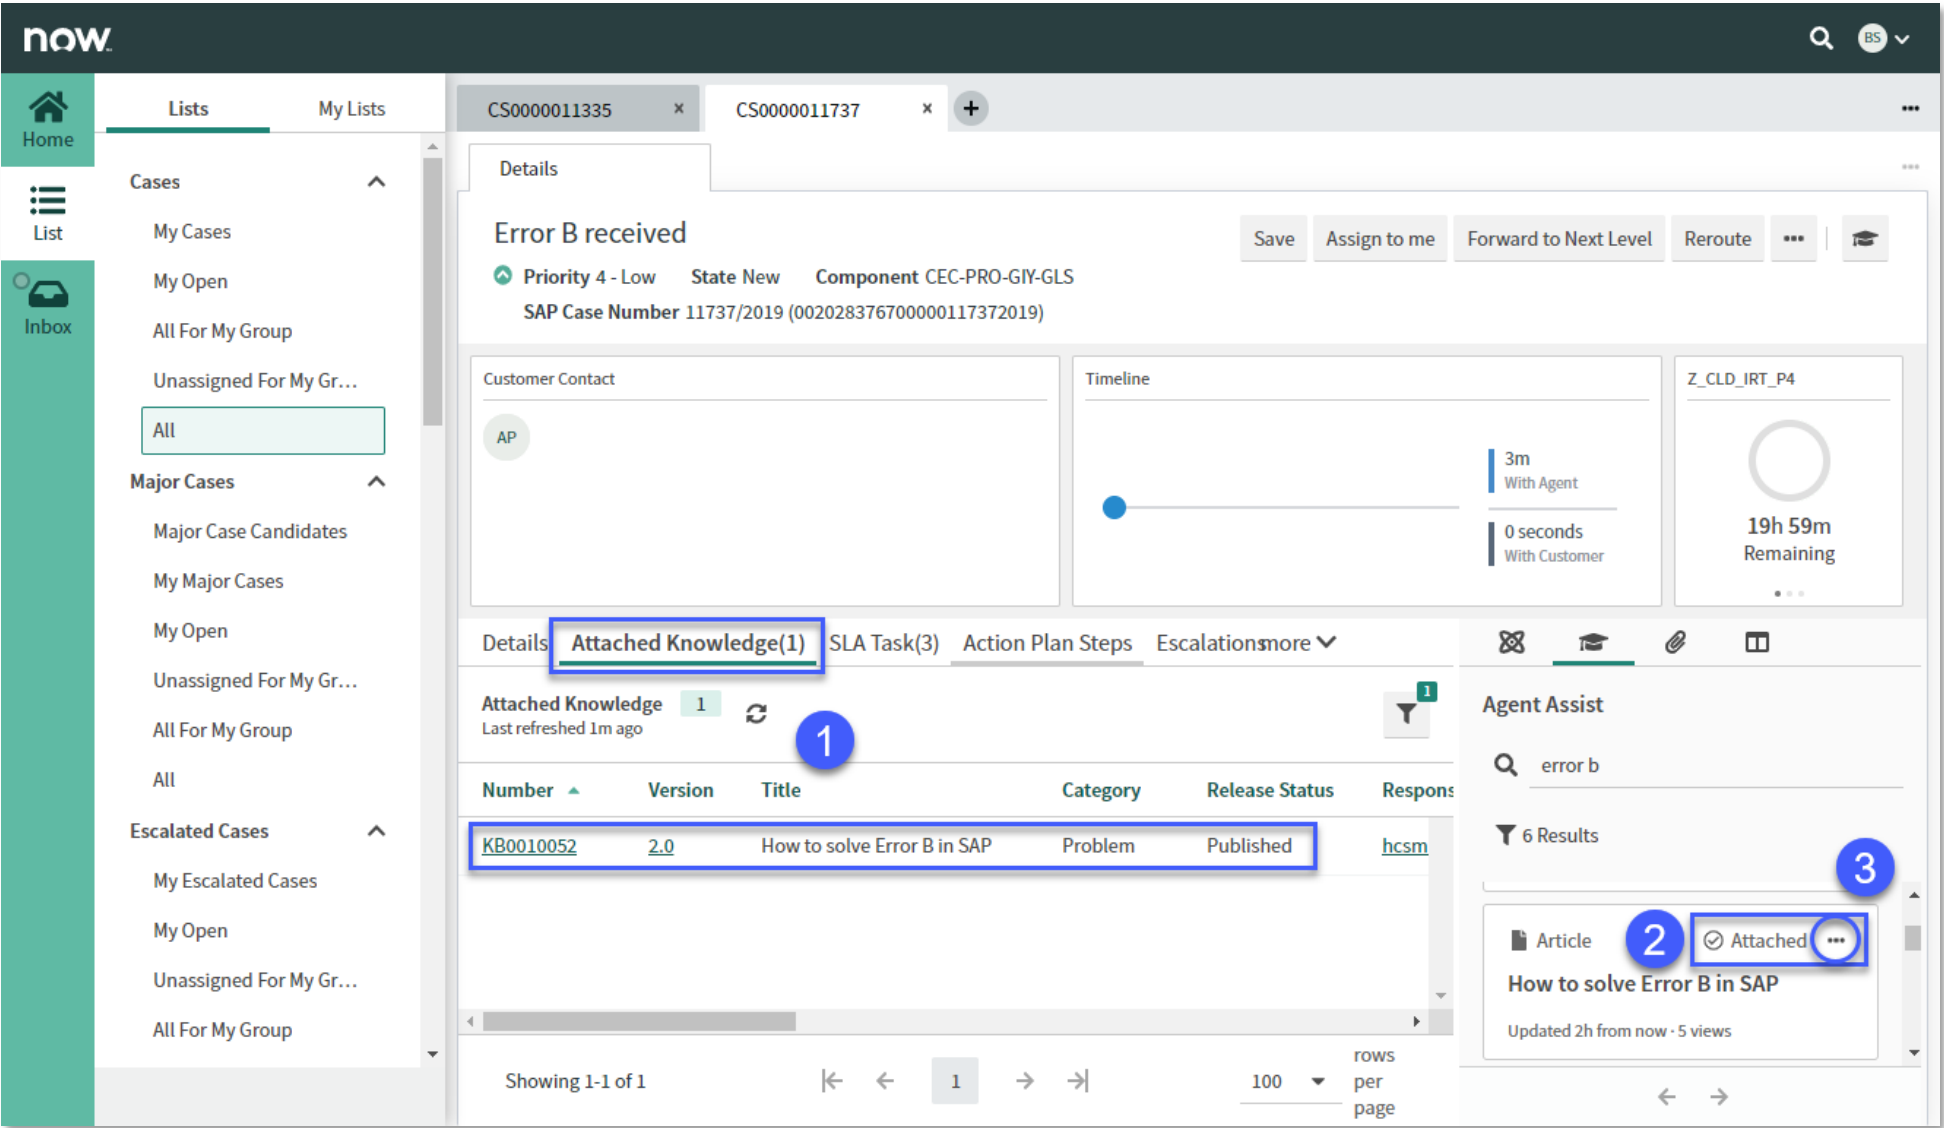 now.
BS
Home
List
Inbox
Lists
My Lists
Cases
My Cases
My Open
All For My Group
Unassigned For My Gr...
All
Major Cases
Major Case Candidates
My Major Cases
My Open
Unassigned For My Gr...
All For My Group
All
Escalated Cases
My Escalated Cases
My Open
Unassigned For My Gr...
All For My Group
CS0000011335
CS0000011737
Details
Error B received
Save
Assign to me
Forward to Next Level
Reroute
Priority 4 - Low State New Component CEC-PRO-GIY-GLS
SAP Case Number 11737/2019 (002028376700000117372019)
Customer Contact
AP
Timeline
3m
With Agent
0 seconds
With Customer
Z_CLD_IRT_P4
19h 59m
Remaining
Details
Attached Knowledge(1)
SLA Task(3)
Action Plan Steps
Escalations
more
Attached Knowledge 1
Last refreshed 1m ago
1
1
Number Version Title Category Release Status Respons
KB0010052 2.0 How to solve Error B in SAP Problem Published hcsm
Showing 1-1 of 1
1
100
rows
per
page
Agent Assist
error b
6 Results
3
Article
2
Attached
How to solve Error B in SAP
Updated 2h from now · 5 views